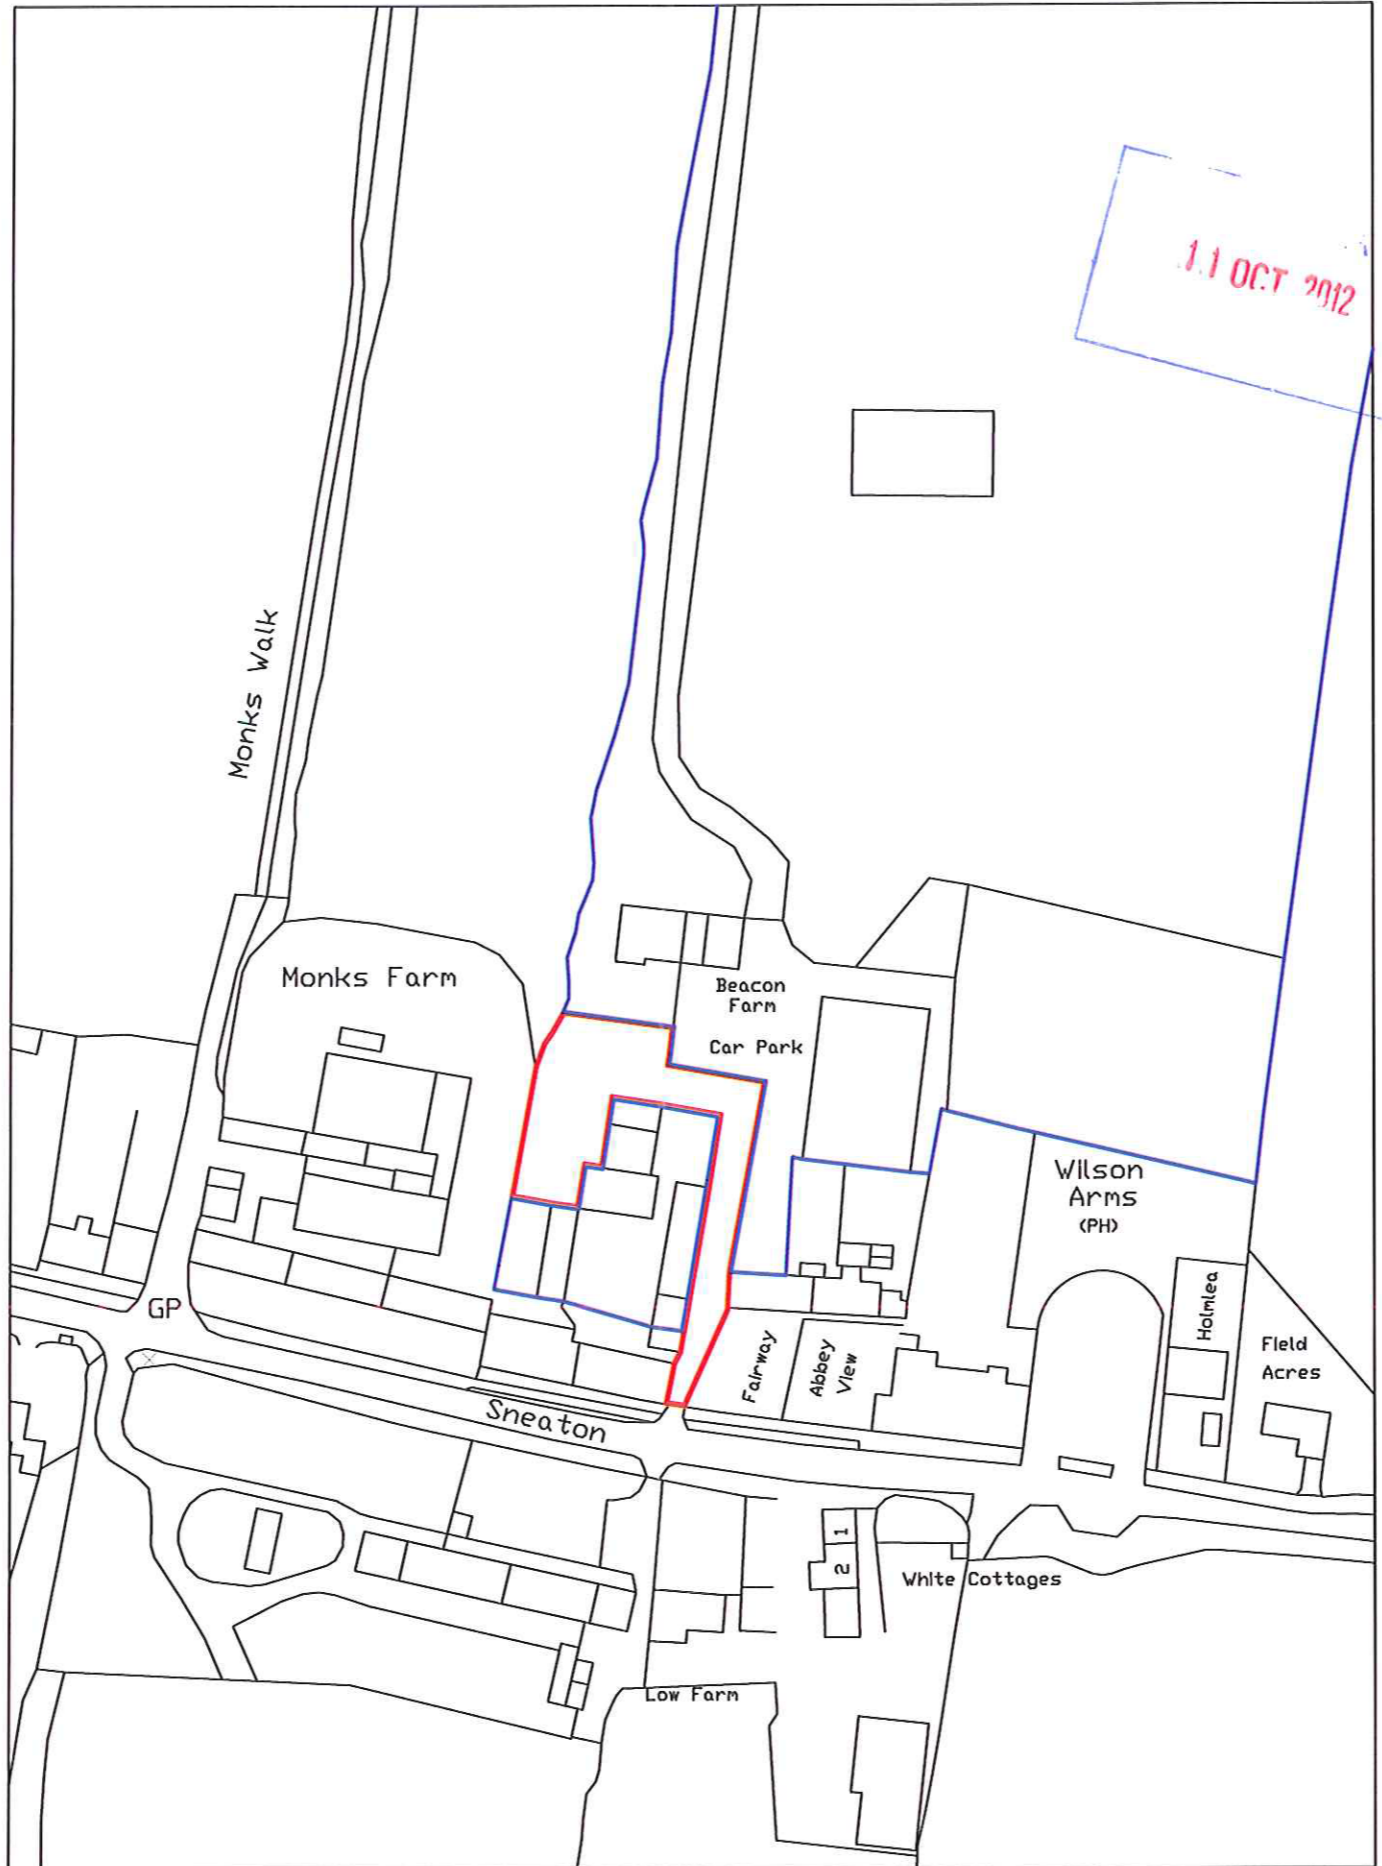 11 OCT 2012
Monks Walk
Monks Farm
Beacon
Farm
Car Park
Wilson
Arms
(PH)
Holmlea
Field
Acres
GP
Fairway
Abbey
View
Sneaton
1
2
White Cottages
Low Farm